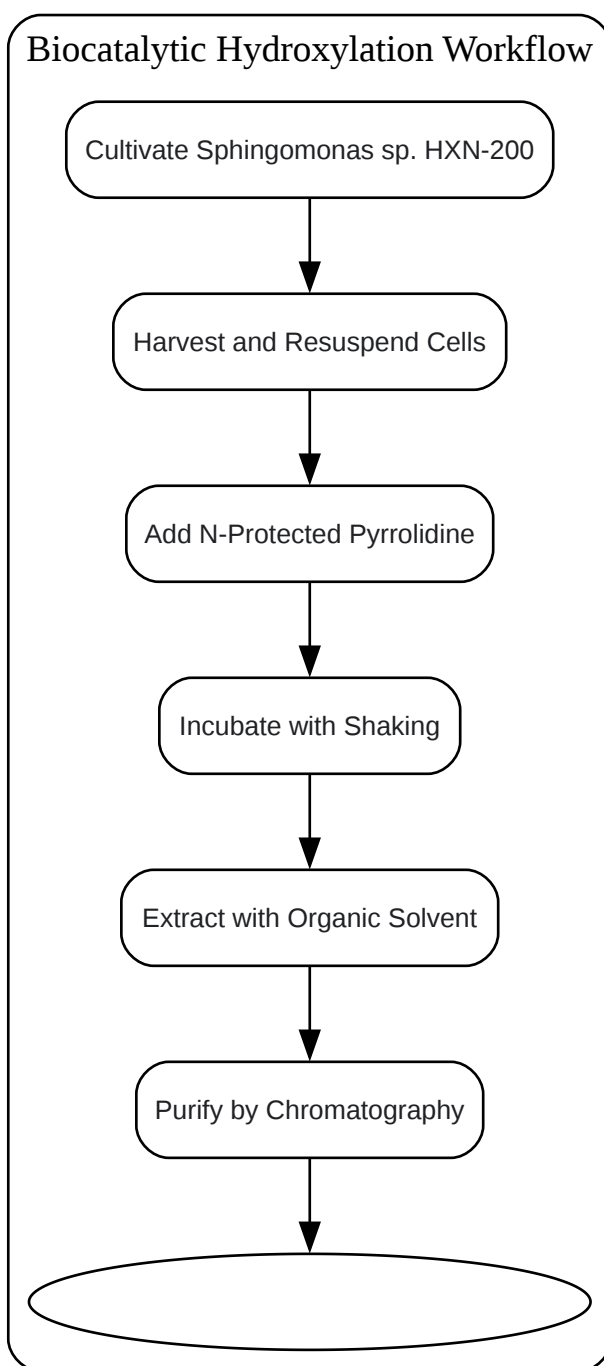 Biocatalytic Hydroxylation Workflow
Cultivate Sphingomonas sp. HXN-200
Harvest and Resuspend Cells
Add N-Protected Pyrrolidine
Incubate with Shaking
Extract with Organic Solvent
Purify by Chromatography